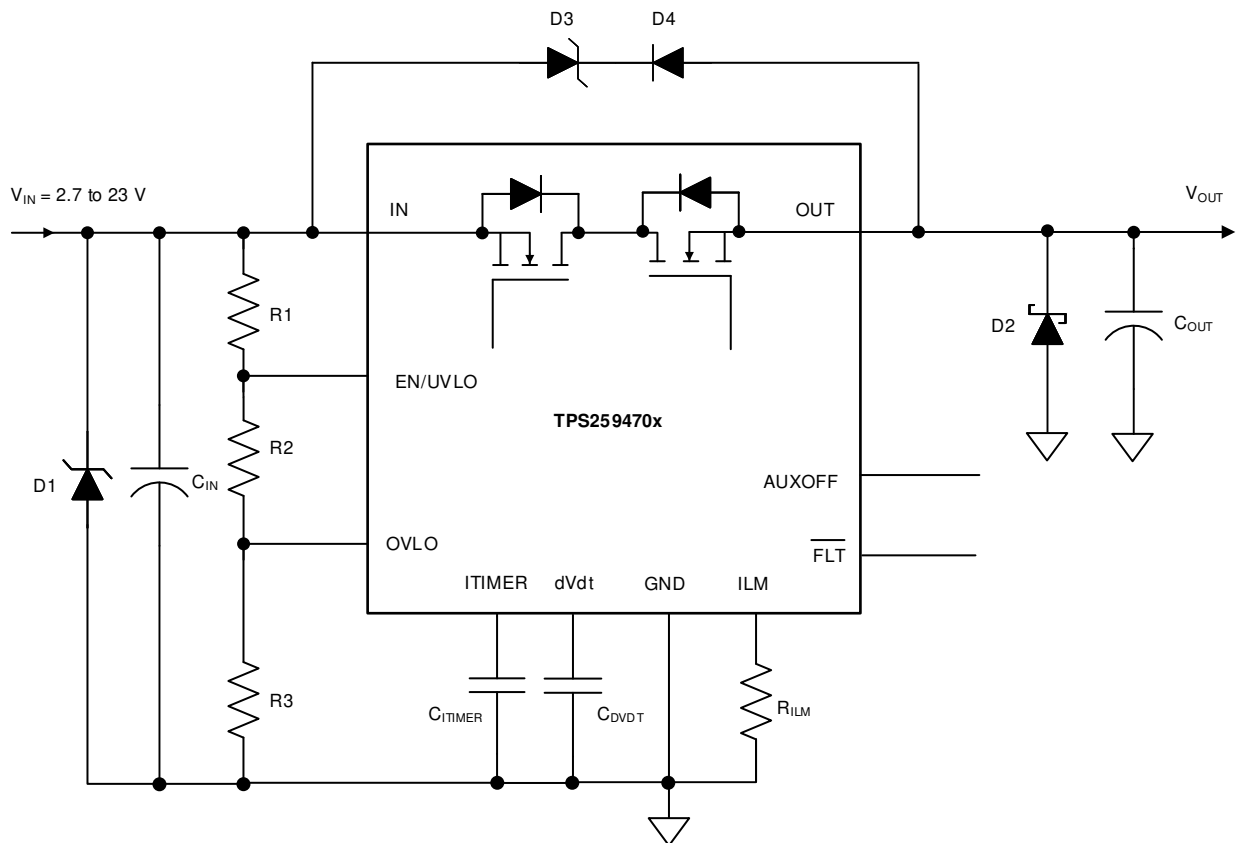 D3 D4
V_IN = 2.7 to 23 V
IN OUT
V_OUT
R1
D2
C_OUT
EN/UVLO
TPS259470x
R2
D1
C_IN
AUXOFF
OVLO
FLT
ITIMER dVdt GND ILM
R3
C_ITIMER
C_DVDT
R_ILM